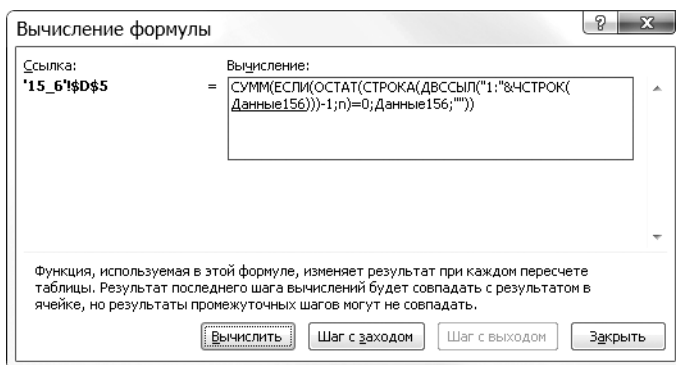 Вычисление формулы
Ссылка:
Вычисление:
'15_6'!$D$5 = СУММ(ЕСЛИ(ОСТАТ(СТРОКА(ДВССЫЛ("1:"&ЧСТРОК(
Данные156)))-1;n)=0;Данные156;""))
Функция, используемая в этой формуле, изменяет результат при каждом пересчете
таблицы. Результат последнего шага вычислений будет совпадать с результатом в
ячейке, но результаты промежуточных шагов могут не совпадать.
Вычислить Шаг с заходом Шаг с выходом Закрыть